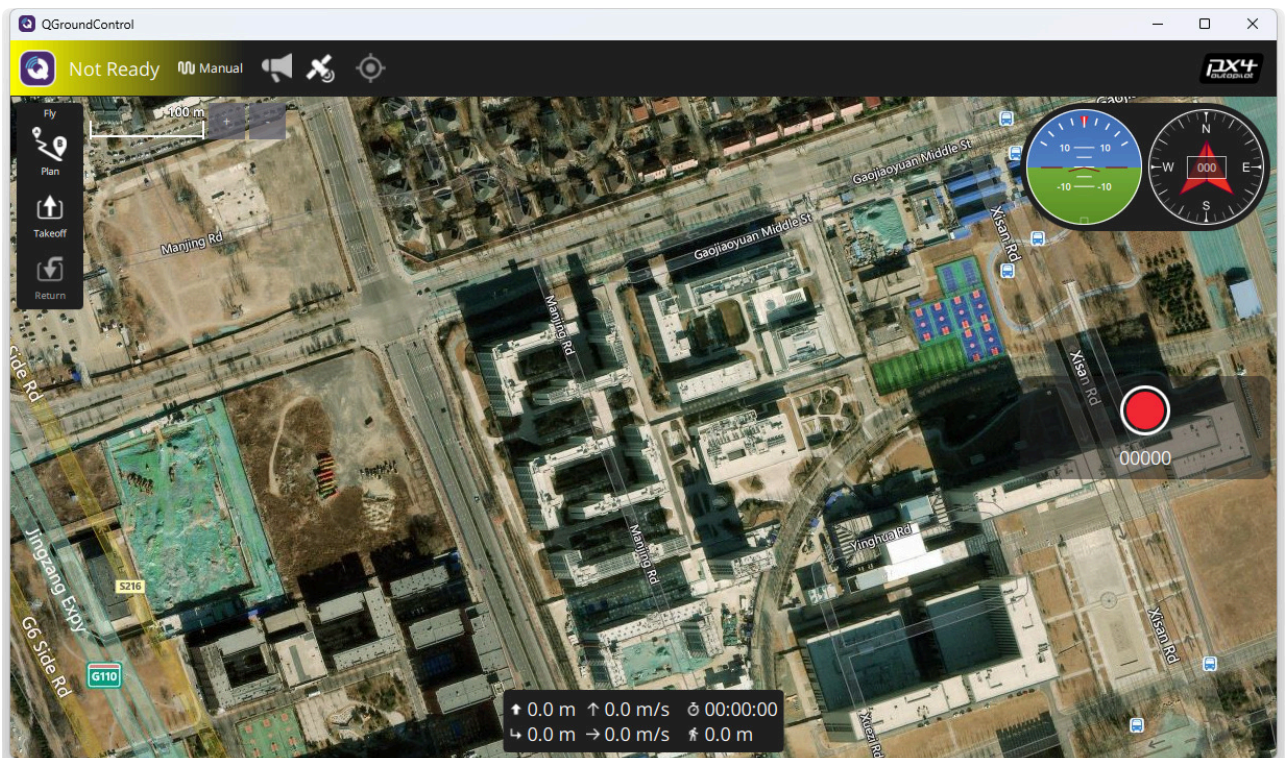 QGroundControl
Not Ready
Manual
px4
autopilot
Fly
Plan
Takeoff
Return
100 m
+
-
Gaojiaoyuan Middle St
Gaojiaoyuan Middle St
Manjing Rd
Manjing Rd
Manjing Rd
Xisan Rd
Xisan Rd
Xisan Rd
Yinghua Rd
Xuezi Rd
Side Rd
Jingzang Expy
G6 Side Rd
S216
G110
10 10
-10 -10
N
W 000 E
S
00000
0.0 m 0.0 m/s 00:00:00
0.0 m 0.0 m/s 0.0 m